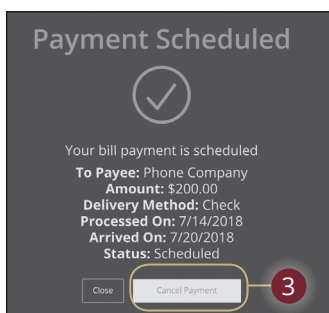 Payment Scheduled
Your bill payment is scheduled
To Payee: Phone Company
Amount: $200.00
Delivery Method: Check
Processed On: 7/14/2018
Arrived On: 7/20/2018
Status: Scheduled
Close Cancel Payment 3